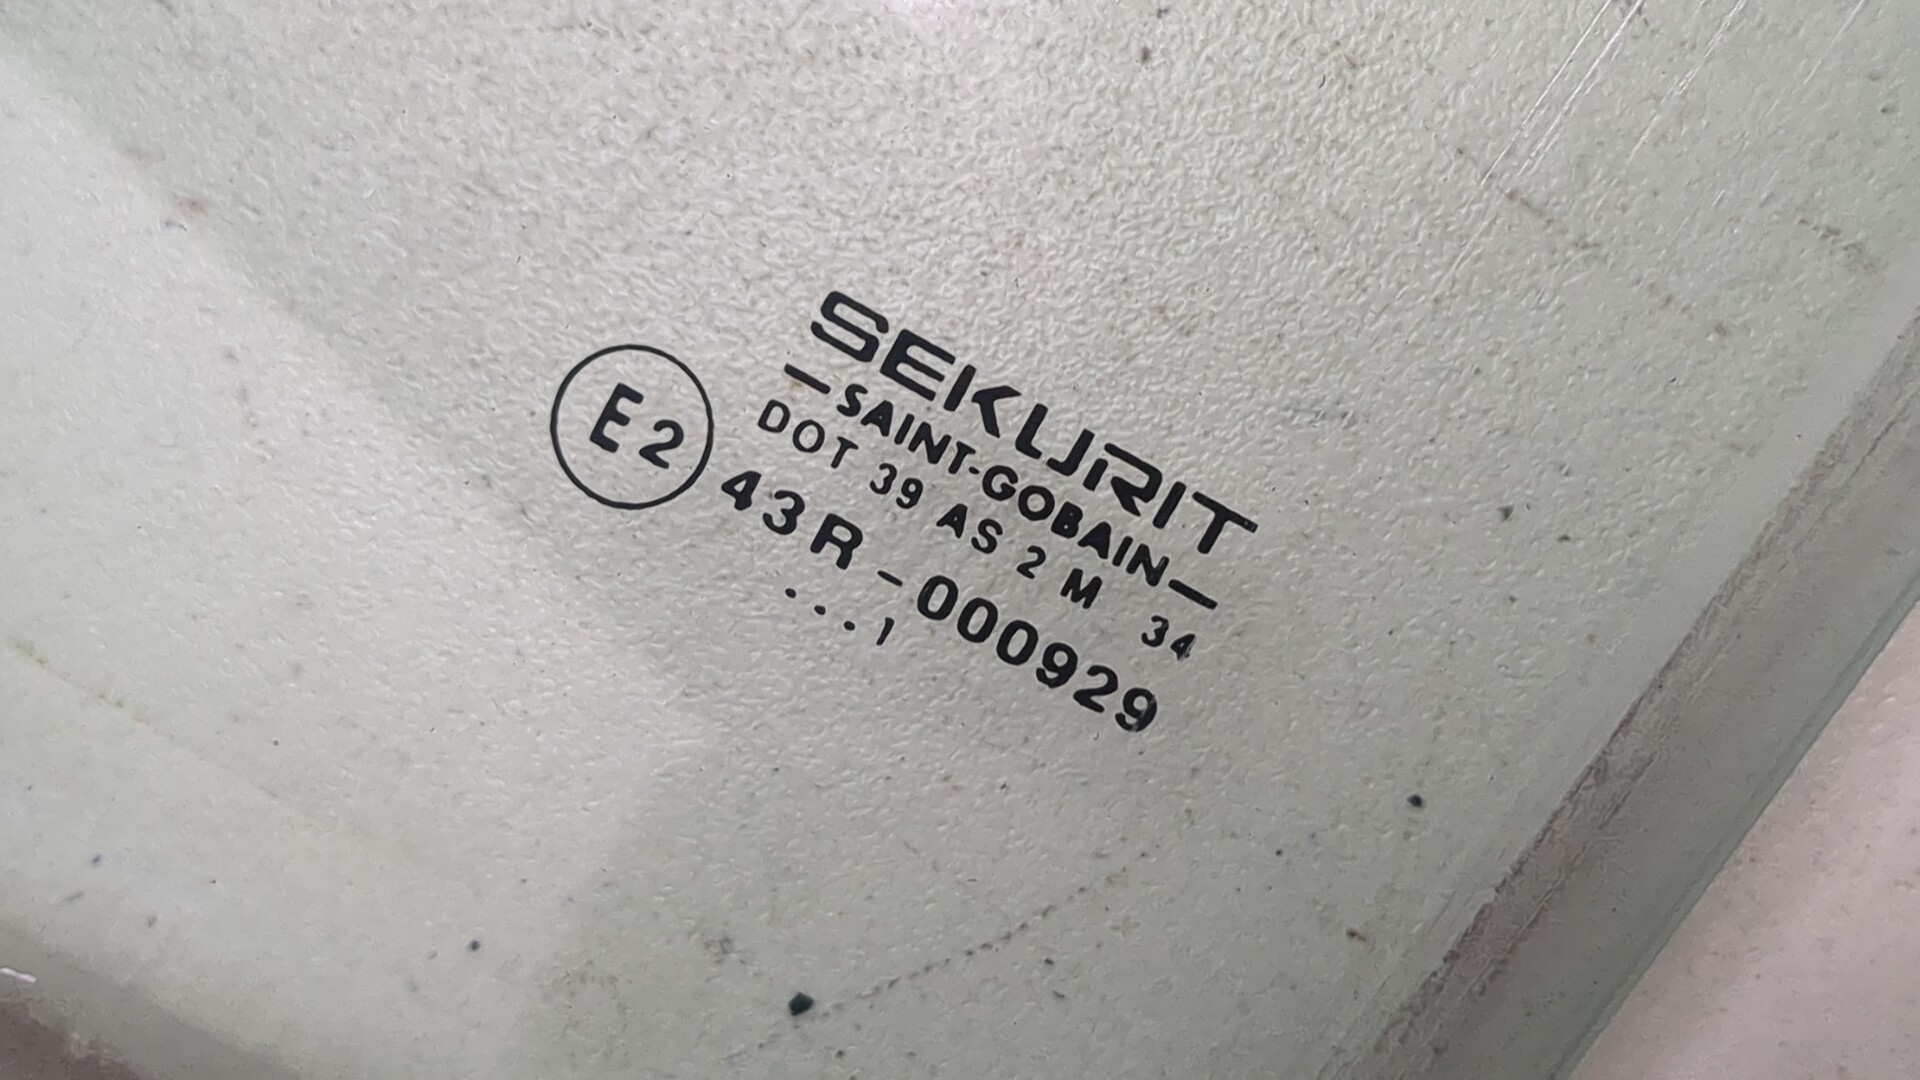 SEKURIT
—SAINT-GOBAIN—
DOT 39 AS 2 M 34
E2 43R-000929
...1